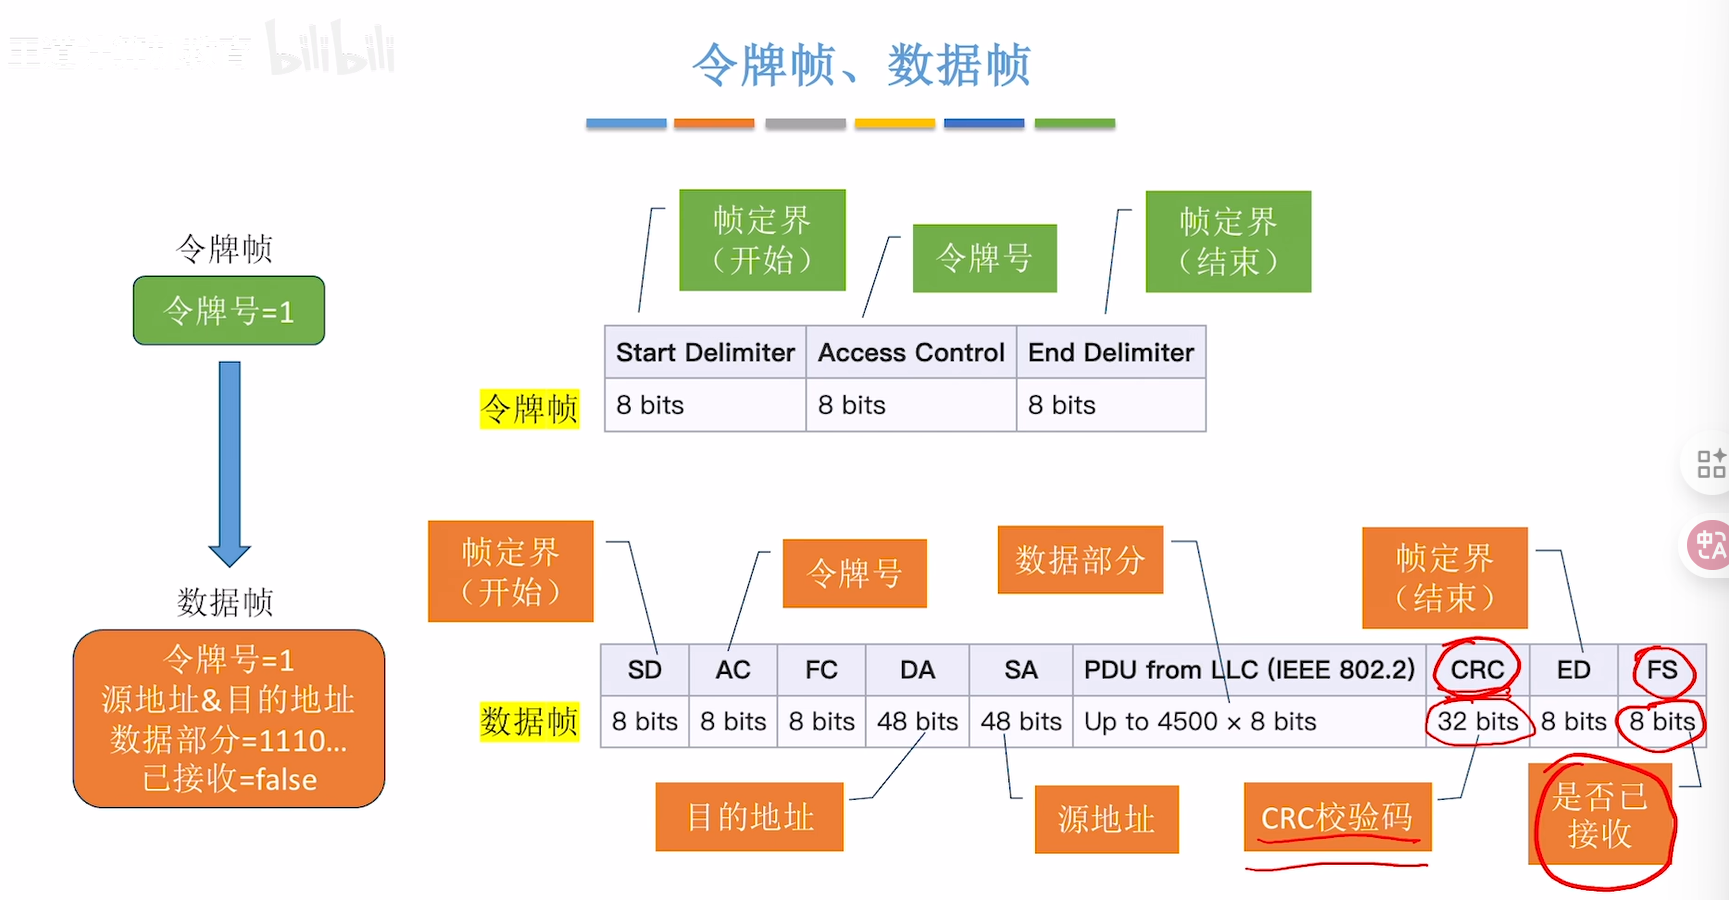 bilibili
令牌帧、数据帧
令牌帧
令牌号=1
数据帧
令牌号=1
源地址&目的地址
数据部分=1110...
已接收=false
帧定界
（开始）
令牌号
帧定界
（结束）
Start Delimiter Access Control End Delimiter
令牌帧 8 bits 8 bits 8 bits
帧定界
（开始）
令牌号
数据部分
帧定界
（结束）
SD AC FC DA SA PDU from LLC (IEEE 802.2) CRC ED FS
数据帧 8 bits 8 bits 8 bits 48 bits 48 bits Up to 4500 × 8 bits 32 bits 8 bits 8 bits
目的地址
源地址
CRC校验码
是否已
接收
中
A